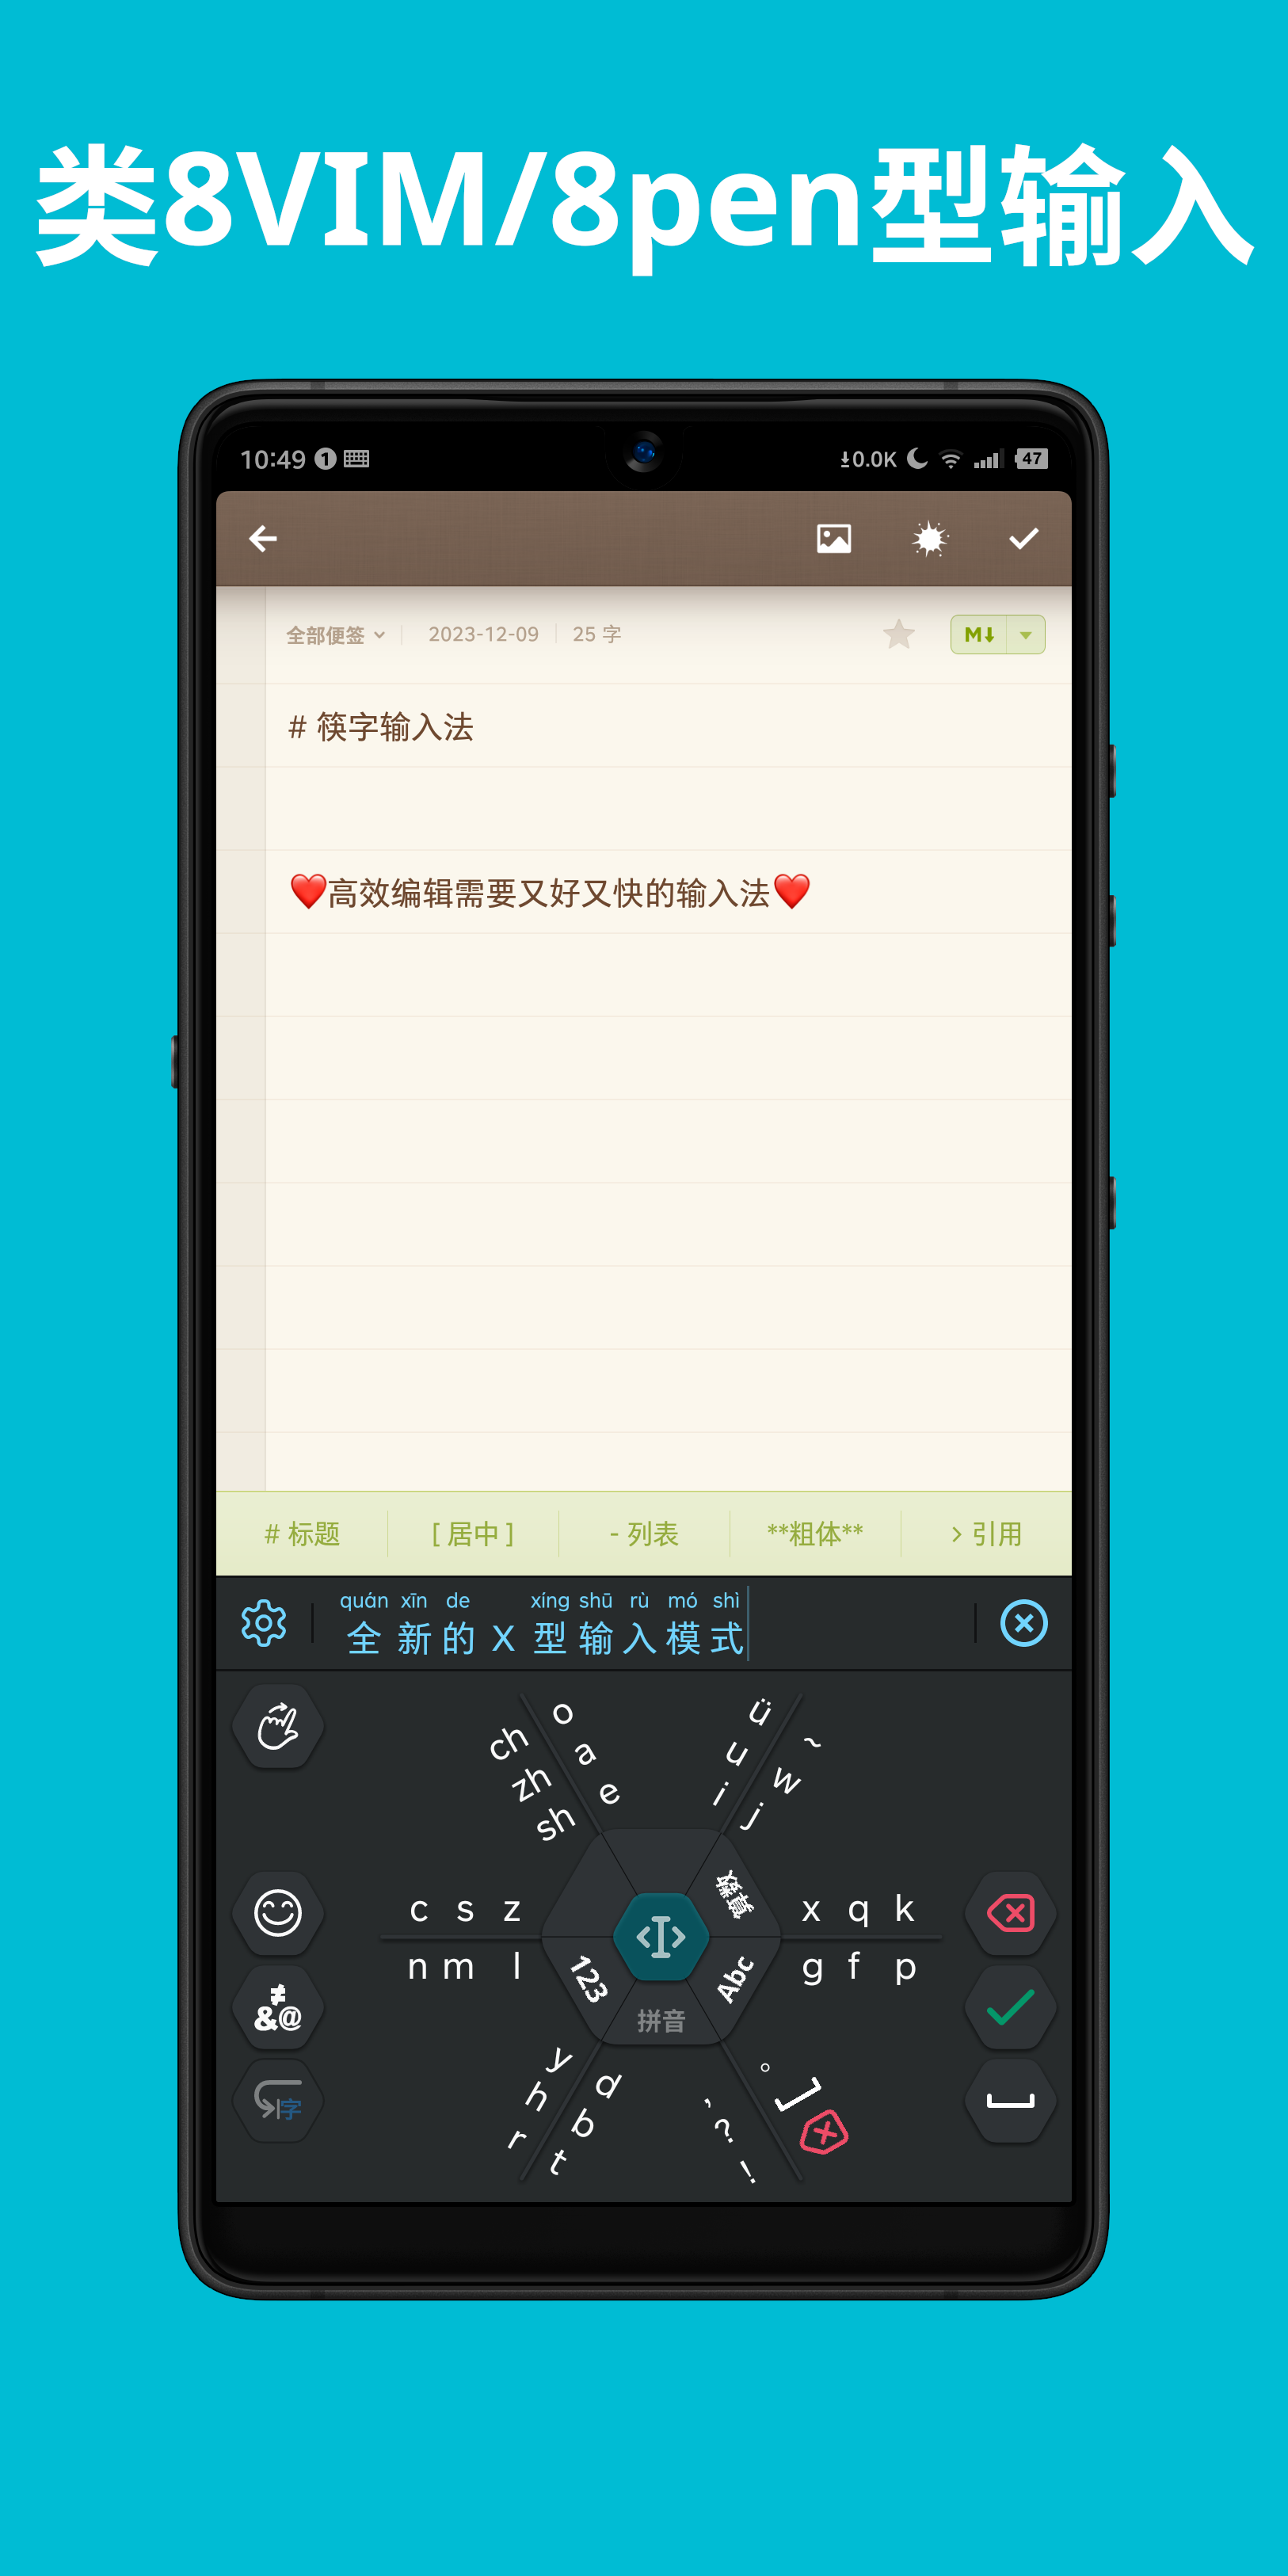 类8VIM/8pen型输入
10:49 1 0.0K 47
全部便签 2023-12-09 25 字 M↓
# 筷字输入法
❤️高效编辑需要又好又快的输入法❤️
# 标题 [ 居中 ] - 列表 **粗体** > 引用
quán xīn de xíng shū rù mó shì
全 新 的 X 型 输 入 模 式
o ü
ch a u ~
zh e i w
sh j
算数
c s z x q k
n m l g f p
123 Abc
拼音
≠
&@
y d 。
h b , ?
r t !
字